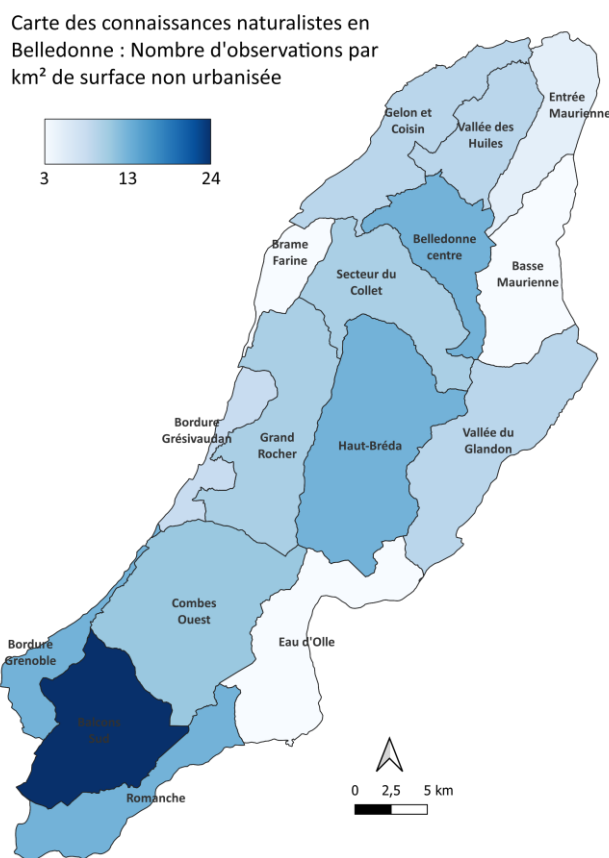 Carte des connaissances naturalistes en
Belledonne : Nombre d'observations par
km² de surface non urbanisée
3 13 24
Gelon et
Coisin
Vallée des
Huiles
Entrée
Maurienne
Brame
Farine
Belledonne
centre
Secteur du
Collet
Basse
Maurienne
Bordure
Grésivaudan
Grand
Rocher
Haut-Bréda
Vallée du
Glandon
Combes
Ouest
Bordure
Grenoble
Eau d'Olle
Balcons
Sud
Romanche
0 2,5 5 km